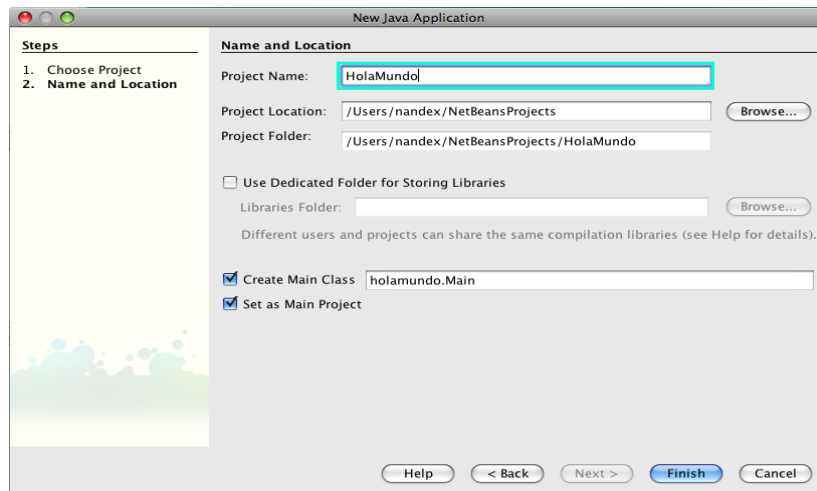 New Java Application
Steps
1. Choose Project
2. Name and Location
Name and Location
Project Name: HolaMundo
Project Location: /Users/nandex/NetBeansProjects Browse...
Project Folder: /Users/nandex/NetBeansProjects/HolaMundo
Use Dedicated Folder for Storing Libraries
Libraries Folder: Browse...
Different users and projects can share the same compilation libraries (see Help for details).
Create Main Class holamundo.Main
Set as Main Project
Help < Back Next > Finish Cancel